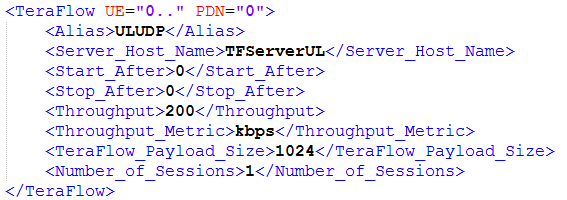 <TeraFlow UE="0.." PDN="0">
<Alias>ULUDP</Alias>
<Server_Host_Name>TFServerUL</Server_Host_Name>
<Start_After>0</Start_After>
<Stop_After>0</Stop_After>
<Throughput>200</Throughput>
<Throughput_Metric>kbps</Throughput_Metric>
<TeraFlow_Payload_Size>1024</TeraFlow_Payload_Size>
<Number_of_Sessions>1</Number_of_Sessions>
</TeraFlow>